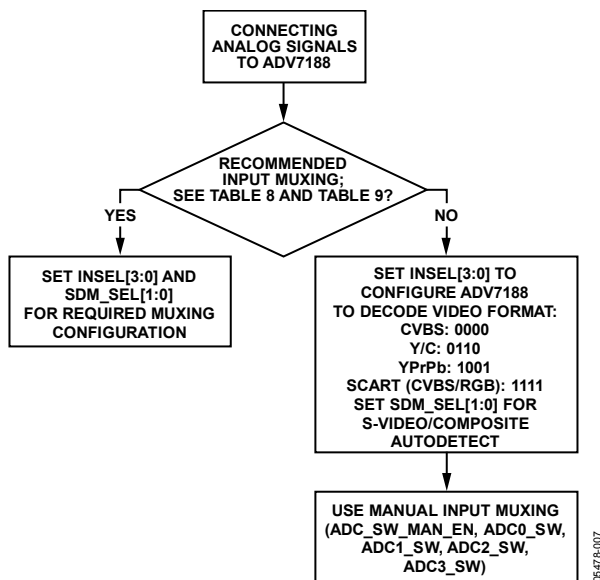 CONNECTING
ANALOG SIGNALS
TO ADV7188
RECOMMENDED
INPUT MUXING;
SEE TABLE 8 AND TABLE 9?
YES
NO
SET INSEL[3:0] AND
SDM_SEL[1:0]
FOR REQUIRED MUXING
CONFIGURATION
SET INSEL[3:0] TO
CONFIGURE ADV7188
TO DECODE VIDEO FORMAT:
CVBS: 0000
Y/C: 0110
YPrPb: 1001
SCART (CVBS/RGB): 1111
SET SDM_SEL[1:0] FOR
S-VIDEO/COMPOSITE
AUTODETECT
USE MANUAL INPUT MUXING
(ADC_SW_MAN_EN, ADC0_SW,
ADC1_SW, ADC2_SW,
ADC3_SW)
05478-007